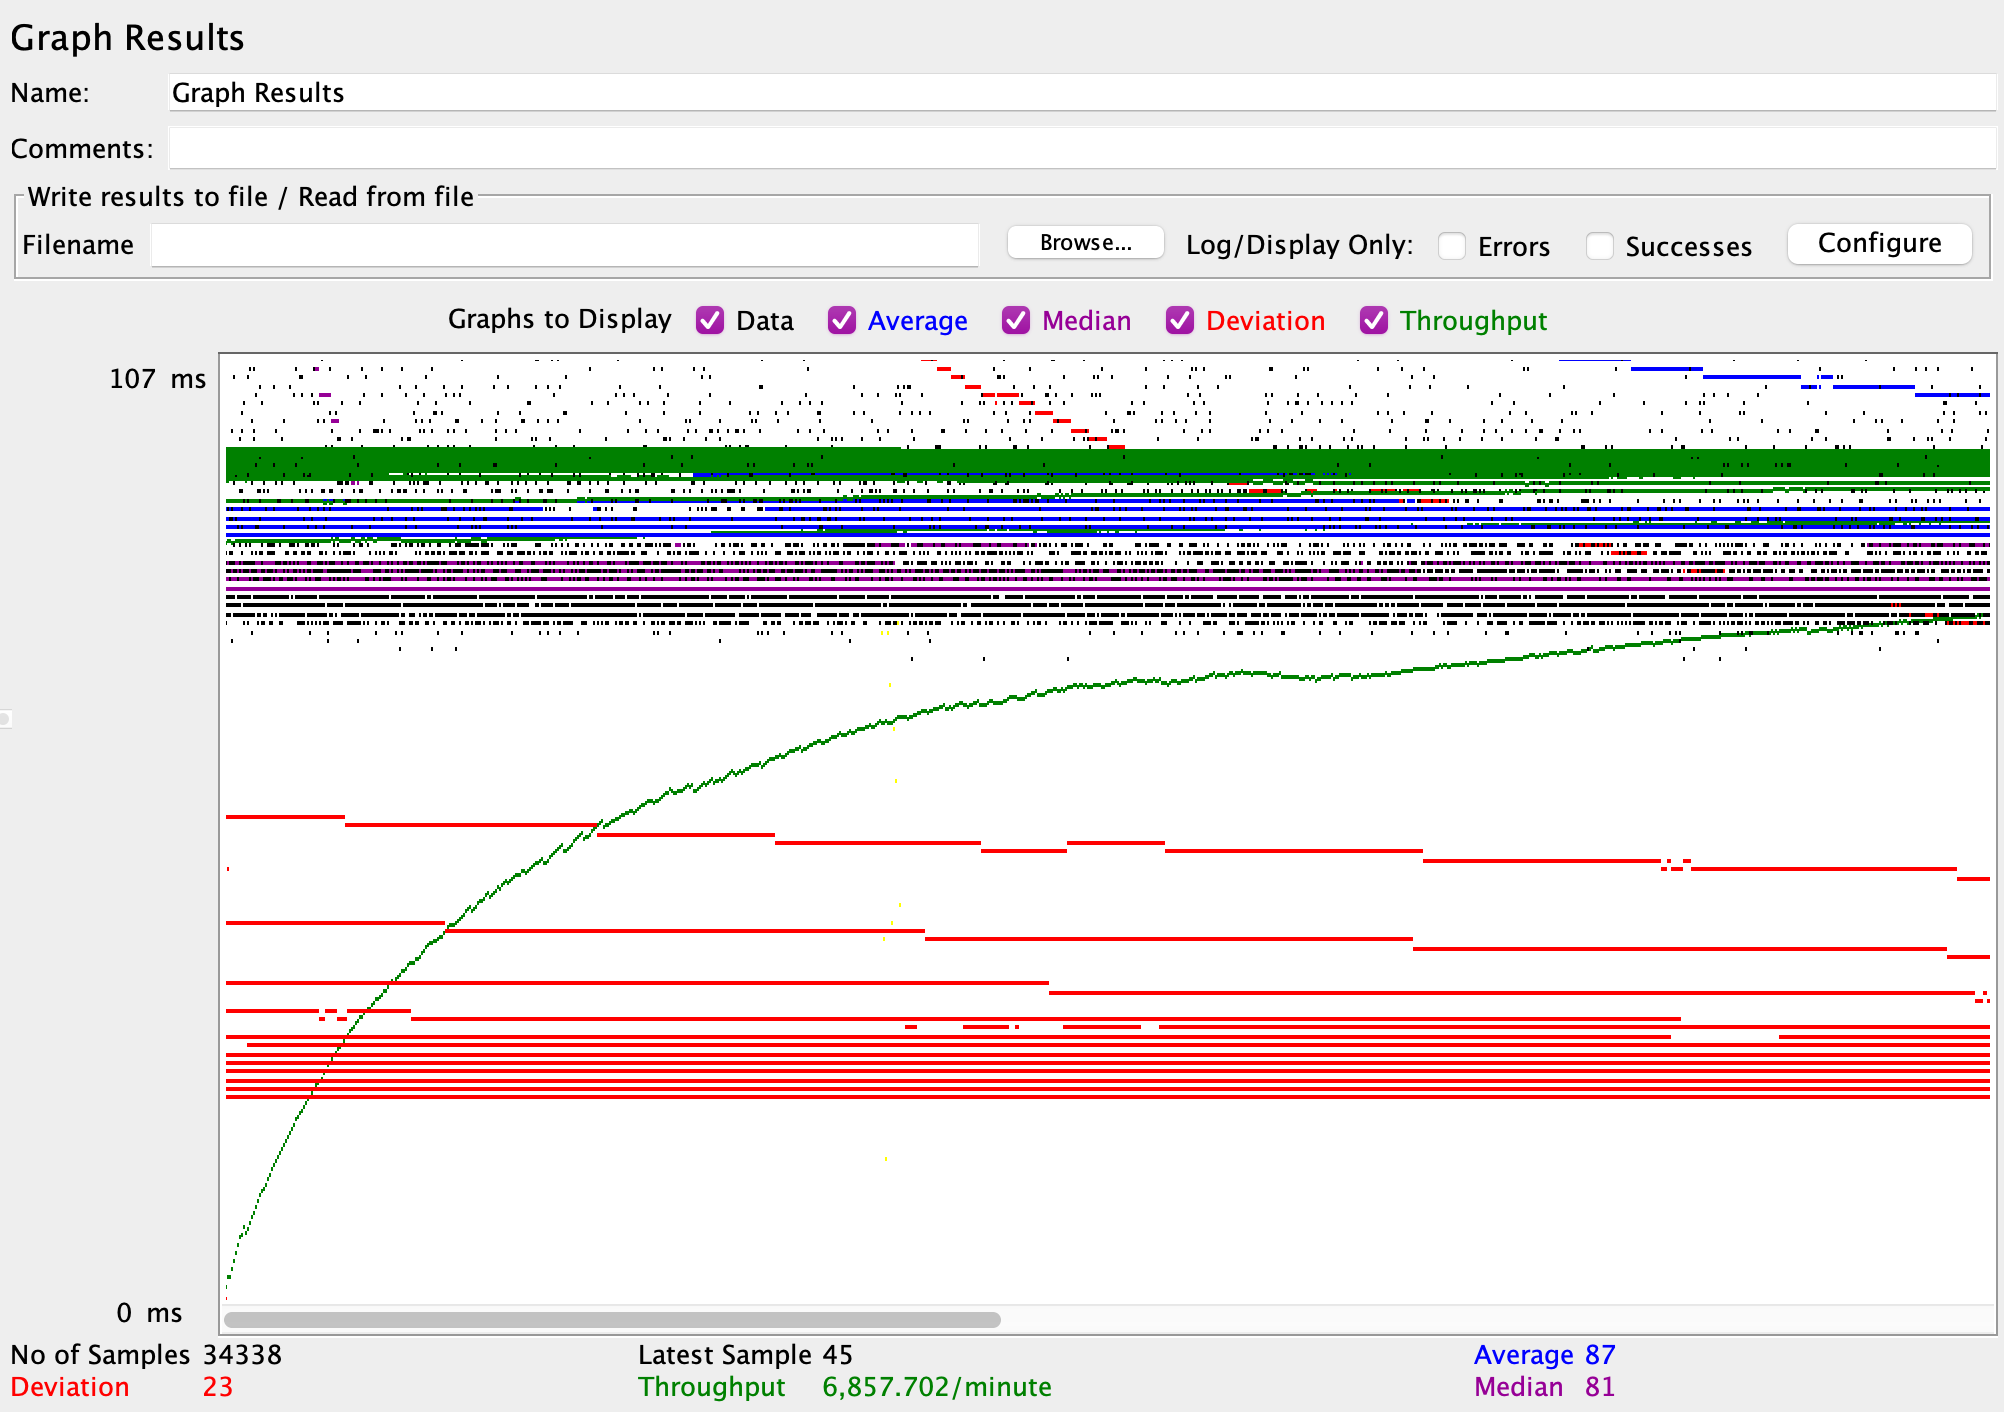 Graph Results
Name: Graph Results
Comments:
Write results to file / Read from file
Filename Browse... Log/Display Only: Errors Successes Configure
Graphs to Display Data Average Median Deviation Throughput
107 ms
0 ms
No of Samples 34338 Latest Sample 45 Average 87
Deviation 23 Throughput 6,857.702/minute Median 81